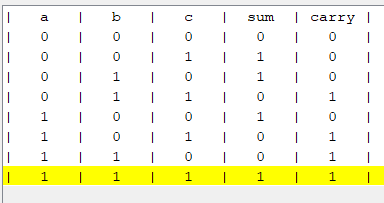 | a | b | c | sum | carry |
| 0 | 0 | 0 | 0 | 0 |
| 0 | 0 | 1 | 1 | 0 |
| 0 | 1 | 0 | 1 | 0 |
| 0 | 1 | 1 | 0 | 1 |
| 1 | 0 | 0 | 1 | 0 |
| 1 | 0 | 1 | 0 | 1 |
| 1 | 1 | 0 | 0 | 1 |
| 1 | 1 | 1 | 1 | 1 |